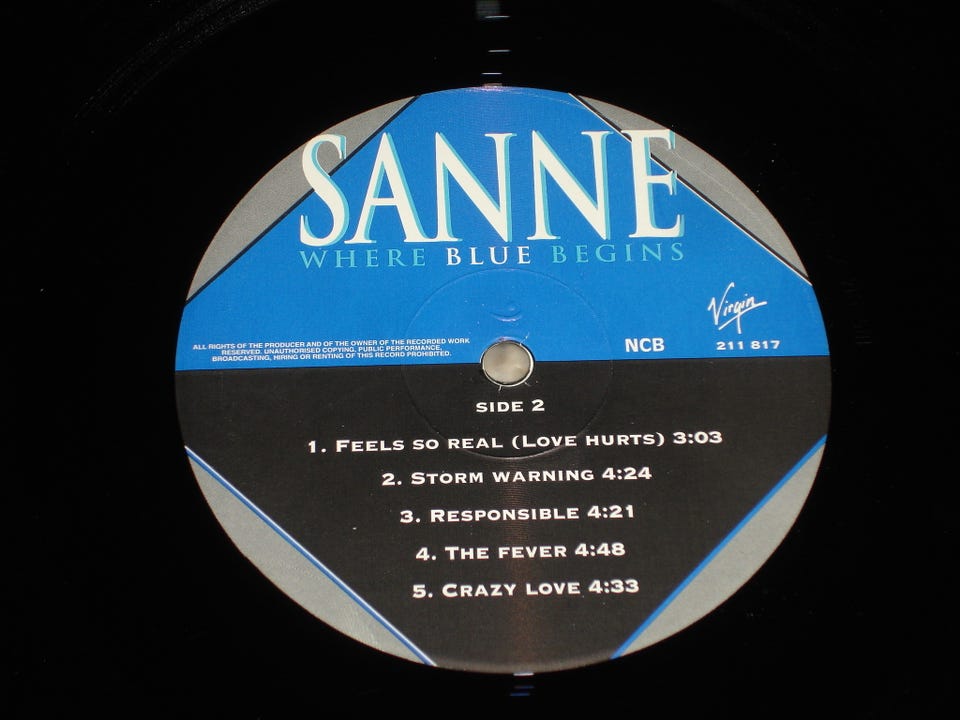 SANNE
WHERE BLUE BEGINS
Virgin
ALL RIGHTS OF THE PRODUCER AND OF THE OWNER OF THE RECORDED WORK
RESERVED. UNAUTHORISED COPYING, PUBLIC PERFORMANCE,
BROADCASTING, HIRING OR RENTING OF THIS RECORD PROHIBITED.
NCB 211 817
SIDE 2
1. FEELS SO REAL (LOVE HURTS) 3:03
2. STORM WARNING 4:24
3. RESPONSIBLE 4:21
4. THE FEVER 4:48
5. CRAZY LOVE 4:33